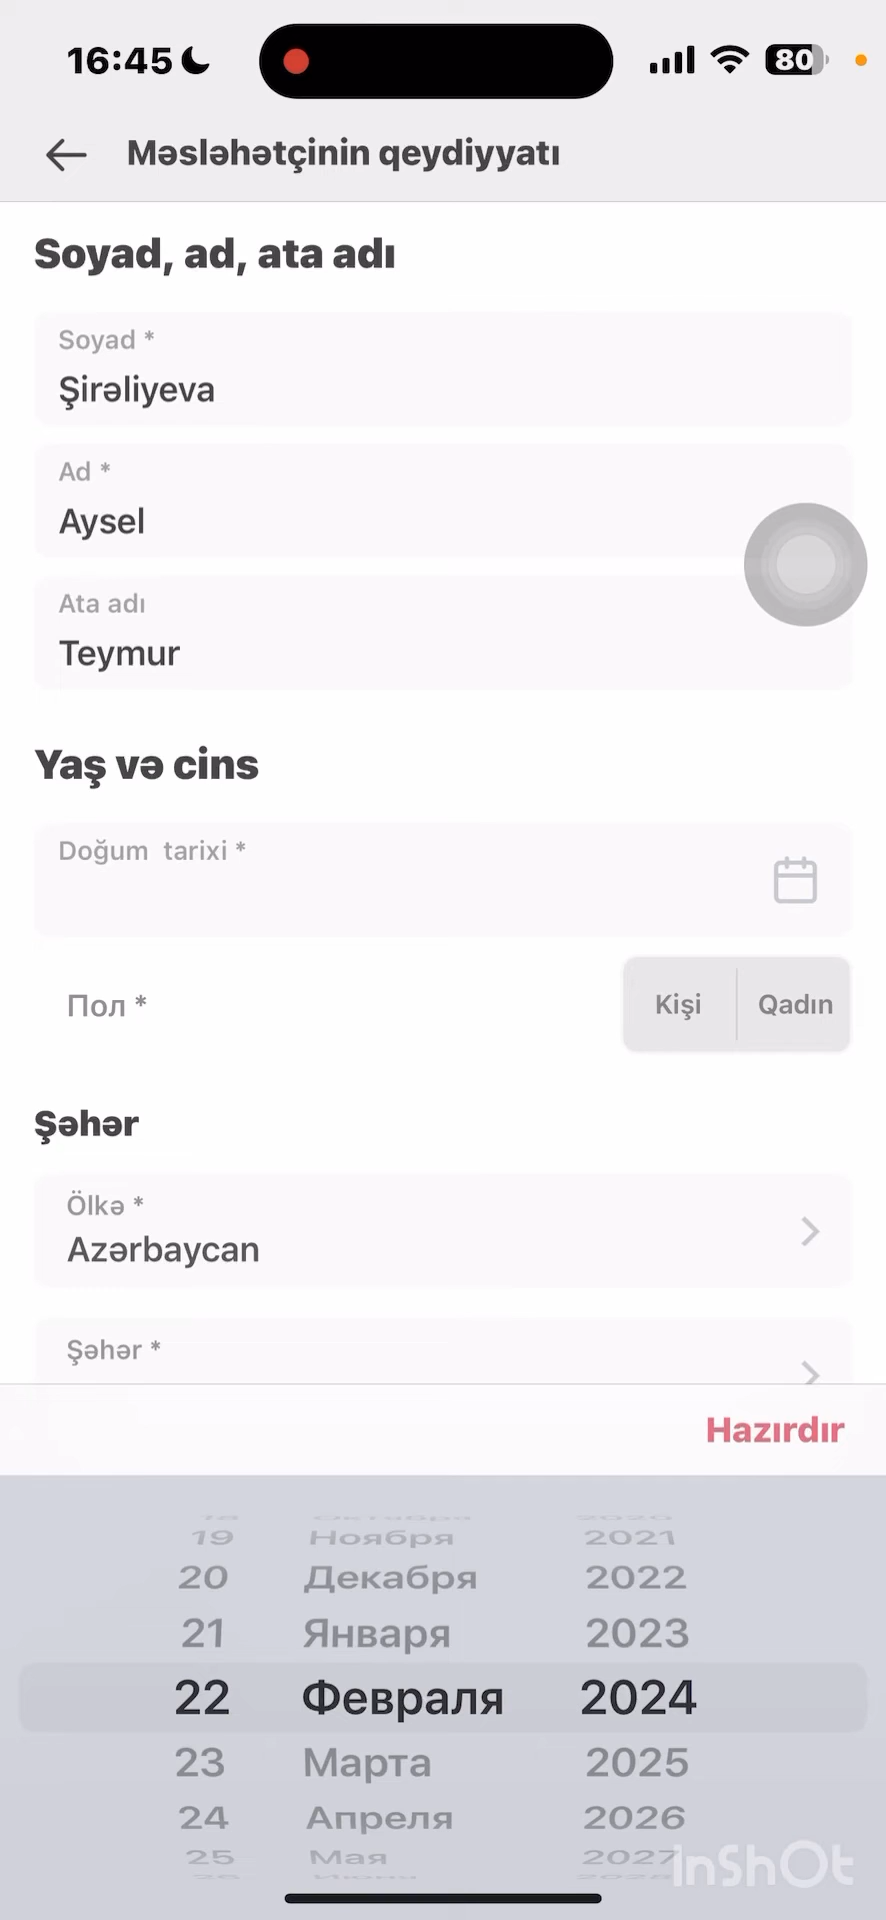 16:45
80
Məsləhətçinin qeydiyyatı
Soyad, ad, ata adı
Soyad *
Şirəliyeva
Ad *
Aysel
Ata adı
Teymur
Yaş və cins
Doğum tarixi *
Пол *
Kişi Qadın
Şəhər
Ölkə *
Azərbaycan
Şəhər *
Hazırdır
19 Ноября 2021
20 Декабря 2022
21 Января 2023
22 Февраля 2024
23 Марта 2025
24 Апреля 2026
25 Мая 2027
InShOt